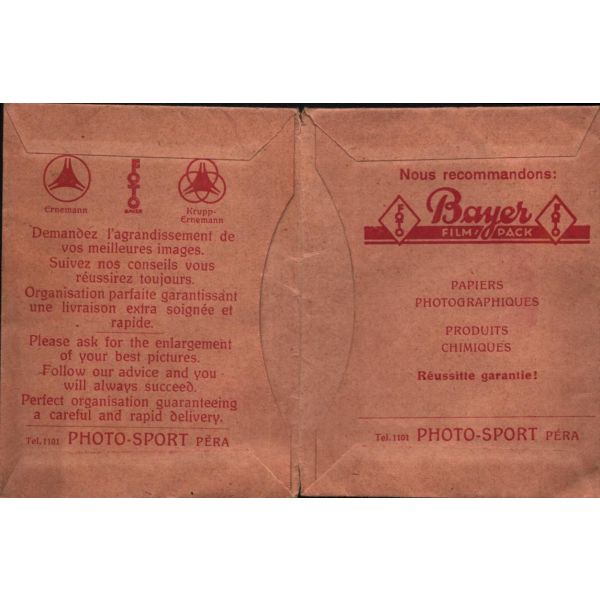 Ernemann
FOTO
BAYER
Krupp-
Ernemann
Demandez l'agrandissement de
vos meilleures images.
Suivez nos conseils vous
réussirez toujours.
Organisation parfaite garantissant
une livraison extra soignée et
rapide.
Please ask for the enlargement
of your best pictures.
Follow our advice and you
will always succeed.
Perfect organisation guaranteeing
a careful and rapid delivery.
Tel. 1101 PHOTO-SPORT PÉRA
Nous recommandons:
FOTO Bayer FOTO
FILM-PACK
PAPIERS
PHOTOGRAPHIQUES
PRODUITS
CHIMIQUES
Réussitte garantie!
Tel. 1101 PHOTO-SPORT PÉRA